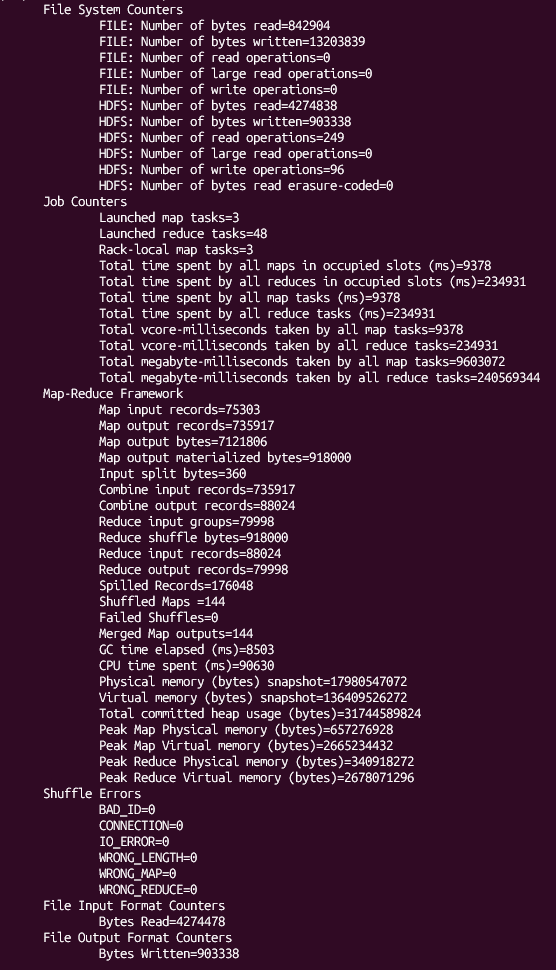 File System Counters
FILE: Number of bytes read=842904
FILE: Number of bytes written=13203839
FILE: Number of read operations=0
FILE: Number of large read operations=0
FILE: Number of write operations=0
HDFS: Number of bytes read=4274838
HDFS: Number of bytes written=903338
HDFS: Number of read operations=249
HDFS: Number of large read operations=0
HDFS: Number of write operations=96
HDFS: Number of bytes read erasure-coded=0
Job Counters
Launched map tasks=3
Launched reduce tasks=48
Rack-local map tasks=3
Total time spent by all maps in occupied slots (ms)=9378
Total time spent by all reduces in occupied slots (ms)=234931
Total time spent by all map tasks (ms)=9378
Total time spent by all reduce tasks (ms)=234931
Total vcore-milliseconds taken by all map tasks=9378
Total vcore-milliseconds taken by all reduce tasks=234931
Total megabyte-milliseconds taken by all map tasks=9603072
Total megabyte-milliseconds taken by all reduce tasks=240569344
Map-Reduce Framework
Map input records=75303
Map output records=735917
Map output bytes=7121806
Map output materialized bytes=918000
Input split bytes=360
Combine input records=735917
Combine output records=88024
Reduce input groups=79998
Reduce shuffle bytes=918000
Reduce input records=88024
Reduce output records=79998
Spilled Records=176048
Shuffled Maps =144
Failed Shuffles=0
Merged Map outputs=144
GC time elapsed (ms)=8503
CPU time spent (ms)=90630
Physical memory (bytes) snapshot=17980547072
Virtual memory (bytes) snapshot=136409526272
Total committed heap usage (bytes)=31744589824
Peak Map Physical memory (bytes)=657276928
Peak Map Virtual memory (bytes)=2665234432
Peak Reduce Physical memory (bytes)=340918272
Peak Reduce Virtual memory (bytes)=2678071296
Shuffle Errors
BAD_ID=0
CONNECTION=0
IO_ERROR=0
WRONG_LENGTH=0
WRONG_MAP=0
WRONG_REDUCE=0
File Input Format Counters
Bytes Read=4274478
File Output Format Counters
Bytes Written=903338